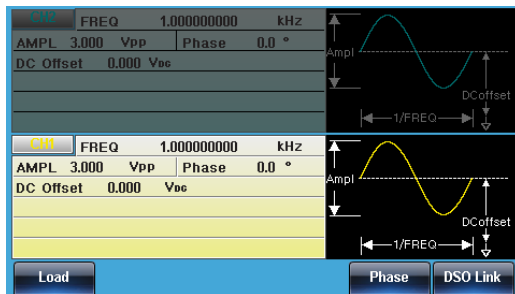 CH2 FREQ 1.000000000 kHz
AMPL 3.000 Vpp Phase 0.0 °
DC Offset 0.000 VDC
Ampl
DCoffset
1/FREQ
CH1 FREQ 1.000000000 kHz
AMPL 3.000 Vpp Phase 0.0 °
DC Offset 0.000 VDC
Ampl
DCoffset
1/FREQ
Load Phase DSO Link